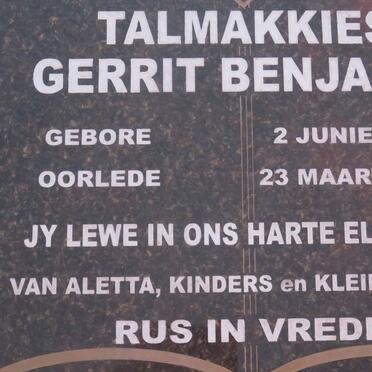 TALMAKKIES
GERRIT BENJA
GEBORE 2 JUNIE
OORLEDE 23 MAAR
JY LEWE IN ONS HARTE EL
VAN ALETTA, KINDERS en KLEI
RUS IN VREDE